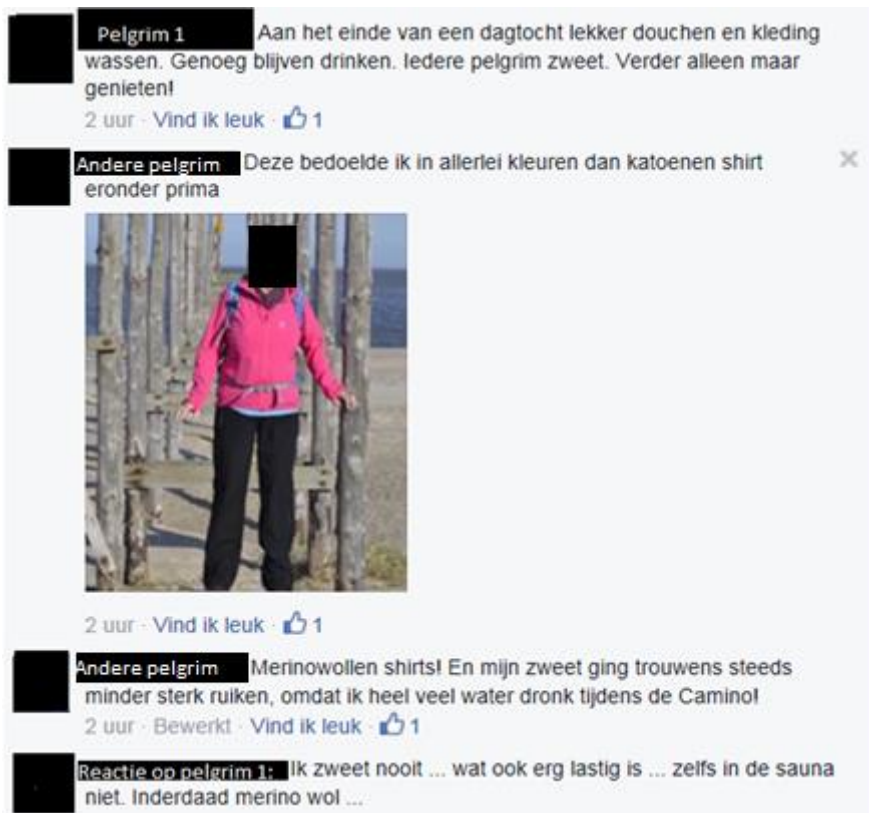 Pelgrim 1 Aan het einde van een dagtocht lekker douchen en kleding
wassen. Genoeg blijven drinken. Iedere pelgrim zweet. Verder alleen maar
genieten!
2 uur · Vind ik leuk · 1
Andere pelgrim Deze bedoelde ik in allerlei kleuren dan katoenen shirt
eronder prima
2 uur · Vind ik leuk · 1
Andere pelgrim Merinowollen shirts! En mijn zweet ging trouwens steeds
minder sterk ruiken, omdat ik heel veel water dronk tijdens de Camino!
2 uur · Bewerkt · Vind ik leuk · 1
Reactie op pelgrim 1: Ik zweet nooit ... wat ook erg lastig is ... zelfs in de sauna
niet. Inderdaad merino wol ...